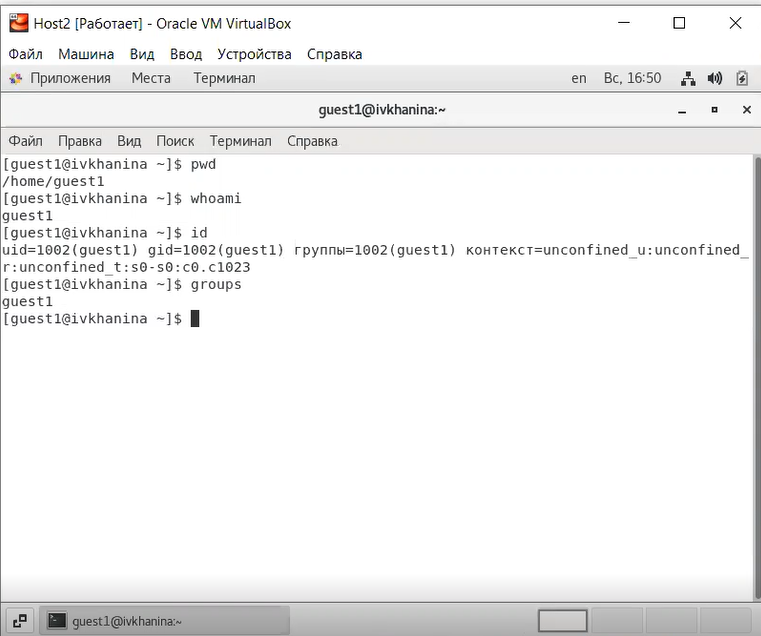 Host2 [Работает] - Oracle VM VirtualBox
Файл Машина Вид Ввод Устройства Справка
Приложения Места Терминал en Вс, 16:50
guest1@ivkhanina:~
Файл Правка Вид Поиск Терминал Справка
[guest1@ivkhanina ~]$ pwd
/home/guest1
[guest1@ivkhanina ~]$ whoami
guest1
[guest1@ivkhanina ~]$ id
uid=1002(guest1) gid=1002(guest1) группы=1002(guest1) контекст=unconfined_u:unconfined_
r:unconfined_t:s0-s0:c0.c1023
[guest1@ivkhanina ~]$ groups
guest1
[guest1@ivkhanina ~]$
guest1@ivkhanina:~